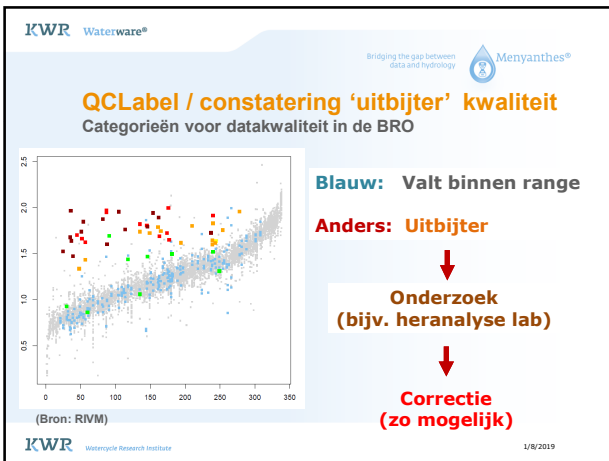 KWR Waterware®
Bridging the gap between
data and hydrology
Menyanthes®
QCLabel / constatering ‘uitbijter’ kwaliteit
Categorieën voor datakwaliteit in de BRO
2.5
2.0
1.5
1.0
0.5
0 50 100 150 200 250 300 350
(Bron: RIVM)
Blauw: Valt binnen range
Anders: Uitbijter
Onderzoek
(bijv. heranalyse lab)
Correctie
(zo mogelijk)
KWR Watercycle Research Institute
1/8/2019